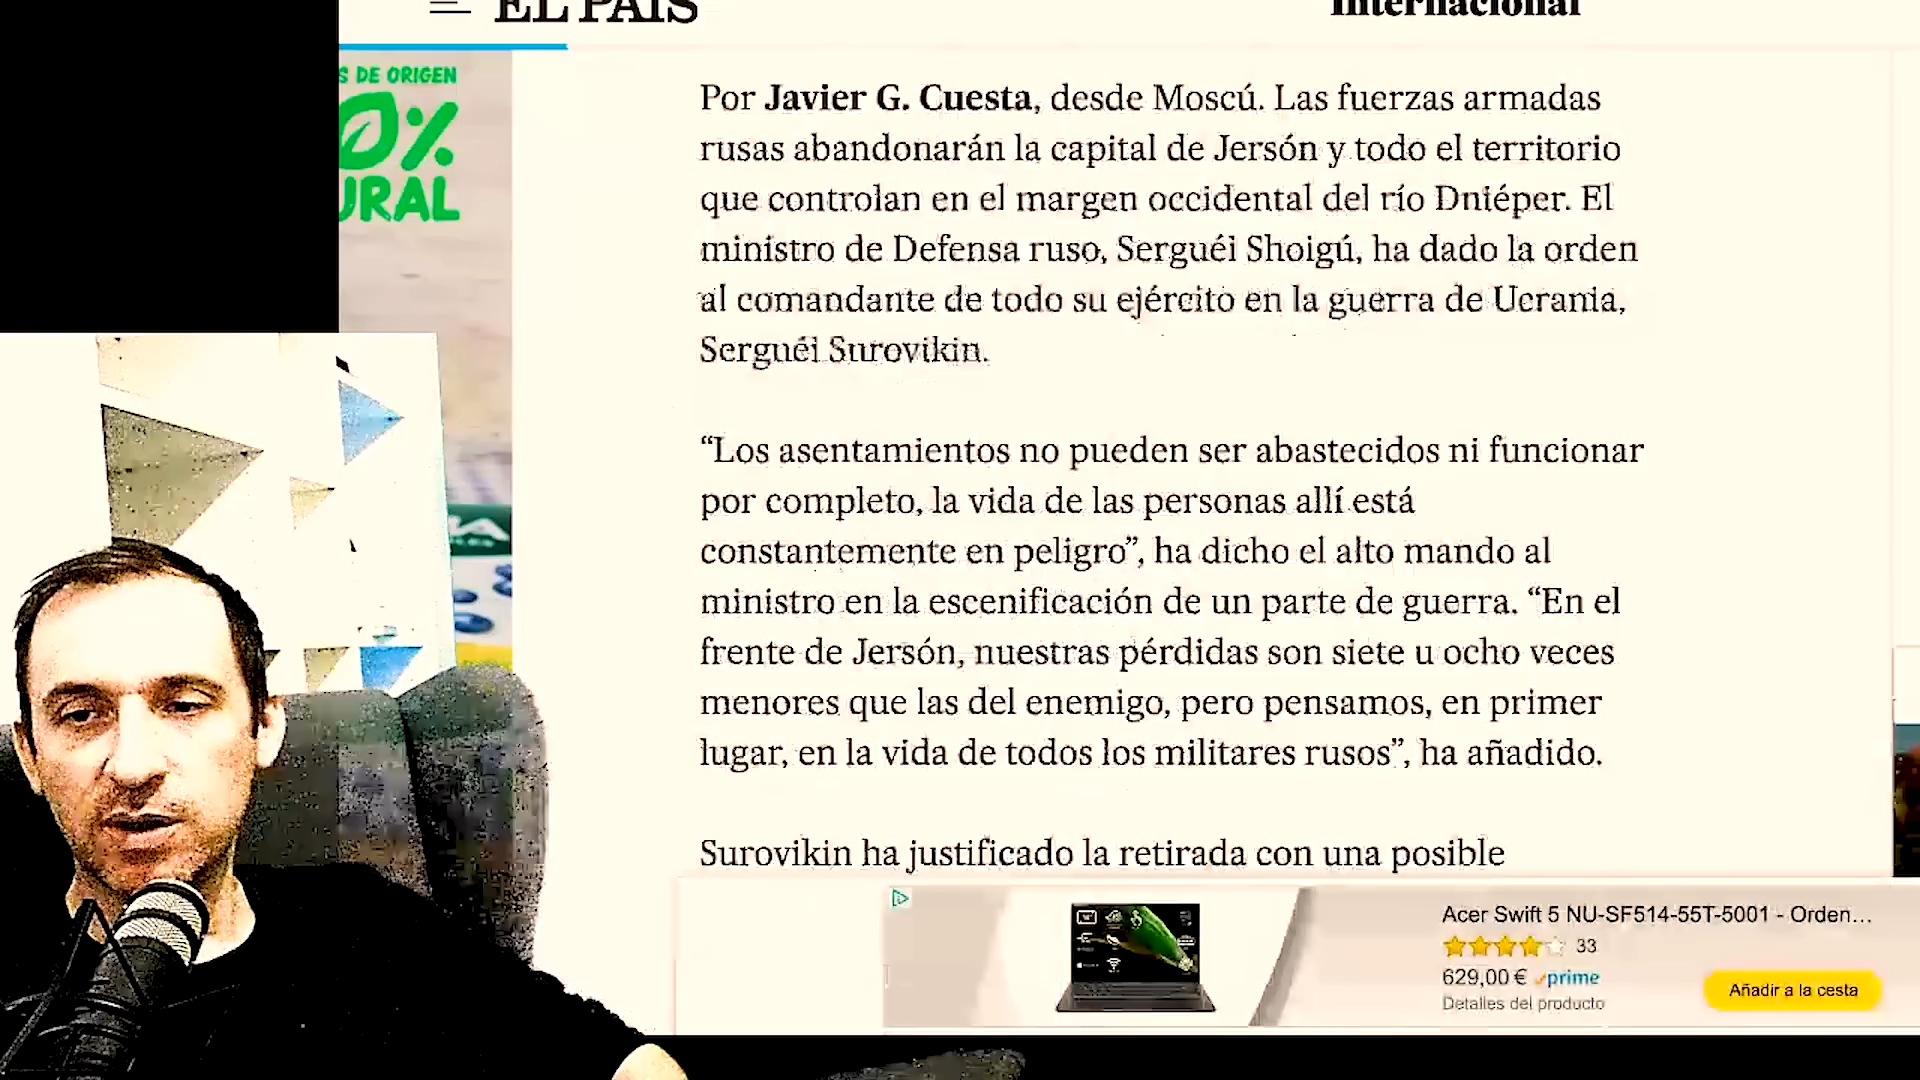 EL PAÍS
Internacional
S DE ORIGEN
0%
URAL
Por Javier G. Cuesta, desde Moscú. Las fuerzas armadas
rusas abandonarán la capital de Jersón y todo el territorio
que controlan en el margen occidental del río Dniéper. El
ministro de Defensa ruso, Serguéi Shoigú, ha dado la orden
al comandante de todo su ejército en la guerra de Ucrania,
Serguéi Surovikin.
“Los asentamientos no pueden ser abastecidos ni funcionar
por completo, la vida de las personas allí está
constantemente en peligro”, ha dicho el alto mando al
ministro en la escenificación de un parte de guerra. “En el
frente de Jersón, nuestras pérdidas son siete u ocho veces
menores que las del enemigo, pero pensamos, en primer
lugar, en la vida de todos los militares rusos”, ha añadido.
Surovikin ha justificado la retirada con una posible
Acer Swift 5 NU-SF514-55T-5001 - Orden...
33
629,00 € prime
Detalles del producto
Añadir a la cesta